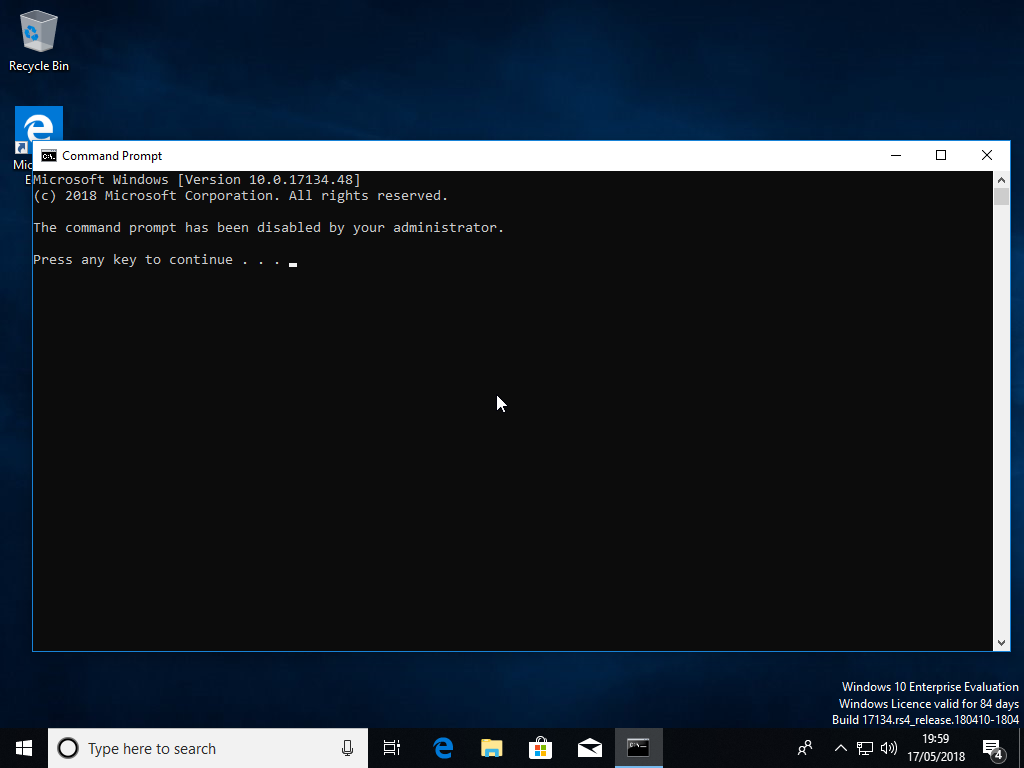 Recycle Bin
Mic
E
Command Prompt
Microsoft Windows [Version 10.0.17134.48]
(c) 2018 Microsoft Corporation. All rights reserved.
The command prompt has been disabled by your administrator.
Press any key to continue . . .
Windows 10 Enterprise Evaluation
Windows Licence valid for 84 days
Build 17134.rs4_release.180410-1804
Type here to search
19:59
17/05/2018
4